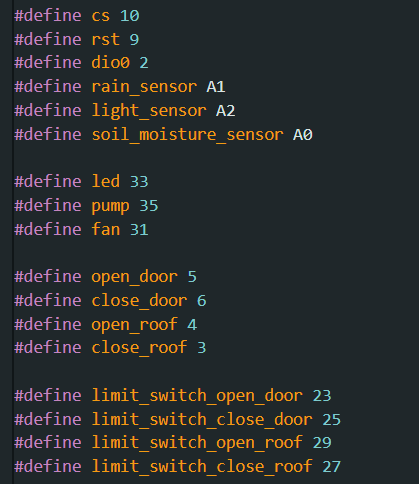 #define cs 10
#define rst 9
#define dio0 2
#define rain_sensor A1
#define light_sensor A2
#define soil_moisture_sensor A0
#define led 33
#define pump 35
#define fan 31
#define open_door 5
#define close_door 6
#define open_roof 4
#define close_roof 3
#define limit_switch_open_door 23
#define limit_switch_close_door 25
#define limit_switch_open_roof 29
#define limit_switch_close_roof 27